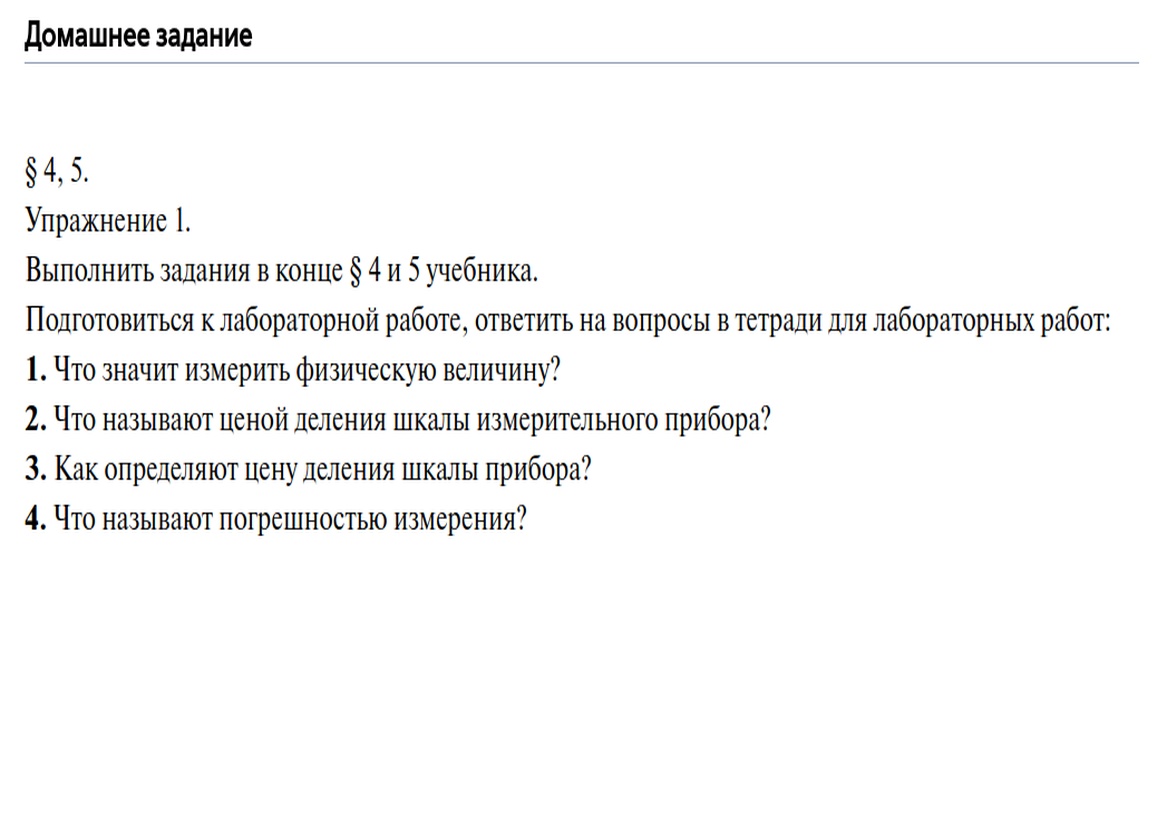 Домашнее задание
§ 4, 5.
Упражнение 1.
Выполнить задания в конце § 4 и 5 учебника.
Подготовиться к лабораторной работе, ответить на вопросы в тетради для лабораторных работ:
1. Что значит измерить физическую величину?
2. Что называют ценой деления шкалы измерительного прибора?
3. Как определяют цену деления шкалы прибора?
4. Что называют погрешностью измерения?